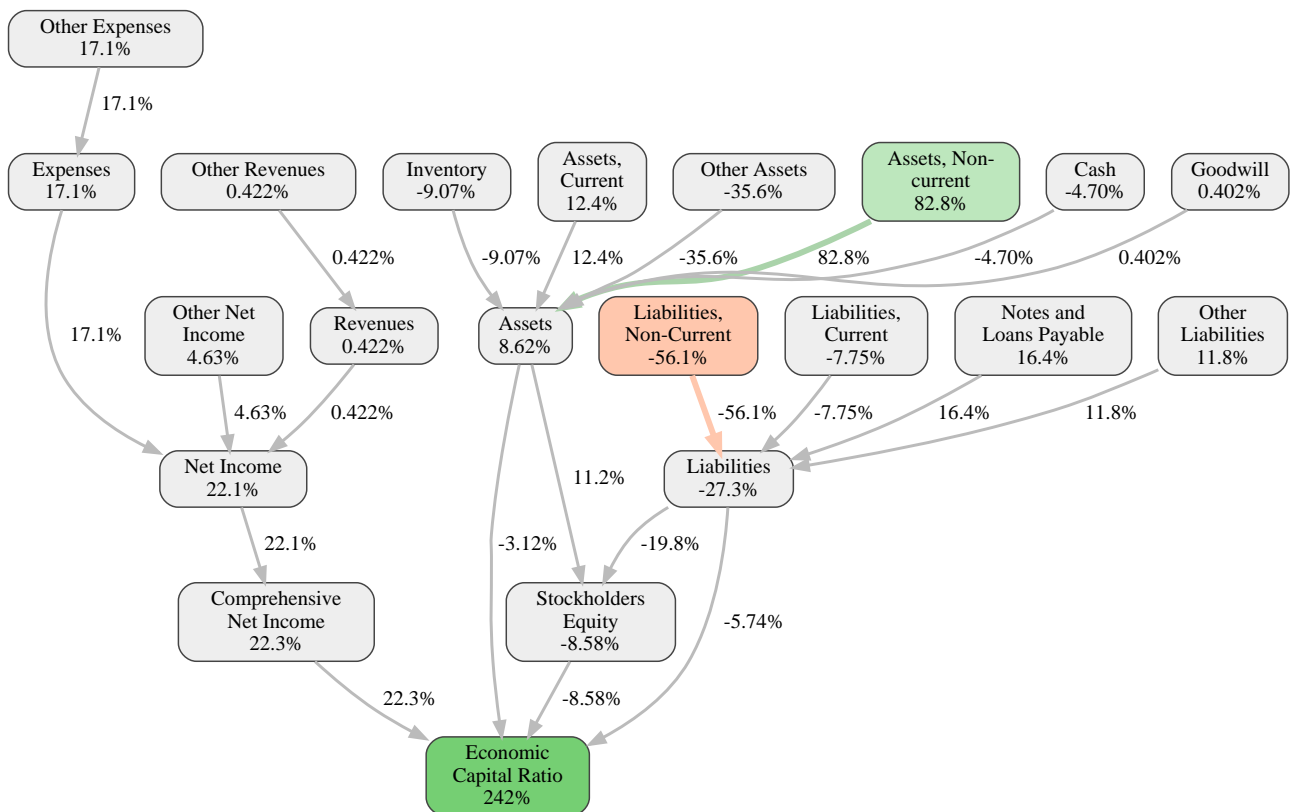 Other Expenses
17.1%
17.1%
Expenses
17.1%
Other Revenues
0.422%
Inventory
-9.07%
Assets,
Current
12.4%
Other Assets
-35.6%
Assets, Non-
current
82.8%
Cash
-4.70%
Goodwill
0.402%
0.422%
-9.07%
12.4%
-35.6%
82.8%
-4.70%
0.402%
17.1%
Other Net
Income
4.63%
Revenues
0.422%
Assets
8.62%
Liabilities,
Non-Current
-56.1%
Liabilities,
Current
-7.75%
Notes and
Loans Payable
16.4%
Other
Liabilities
11.8%
4.63%
0.422%
-56.1%
-7.75%
16.4%
11.8%
Net Income
22.1%
11.2%
Liabilities
-27.3%
22.1%
-3.12%
-19.8%
Comprehensive
Net Income
22.3%
Stockholders
Equity
-8.58%
-5.74%
22.3%
-8.58%
Economic
Capital Ratio
242%